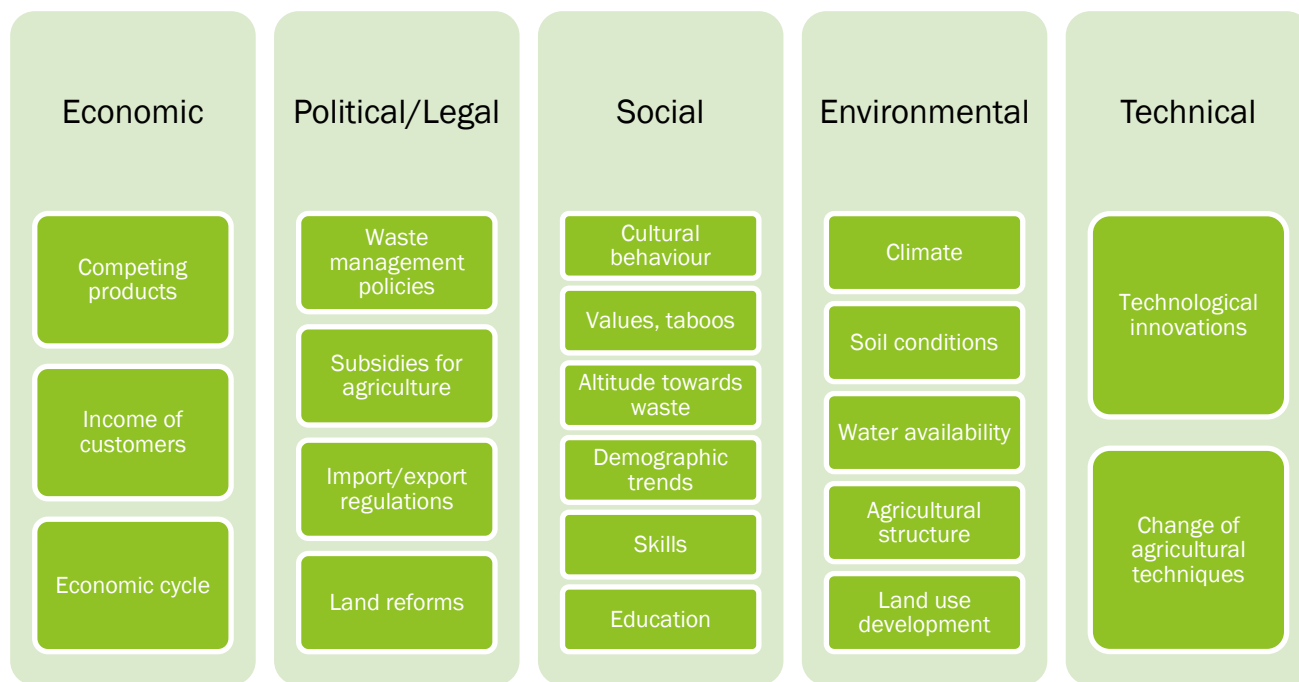 Economic
Competing
products
Income of
customers
Economic cycle
Political/Legal
Waste
management
policies
Subsidies for
agriculture
Import/export
regulations
Land reforms
Social
Cultural
behaviour
Values, taboos
Altitude towards
waste
Demographic
trends
Skills
Education
Environmental
Climate
Soil conditions
Water availability
Agricultural
structure
Land use
development
Technical
Technological
innovations
Change of
agricultural
techniques